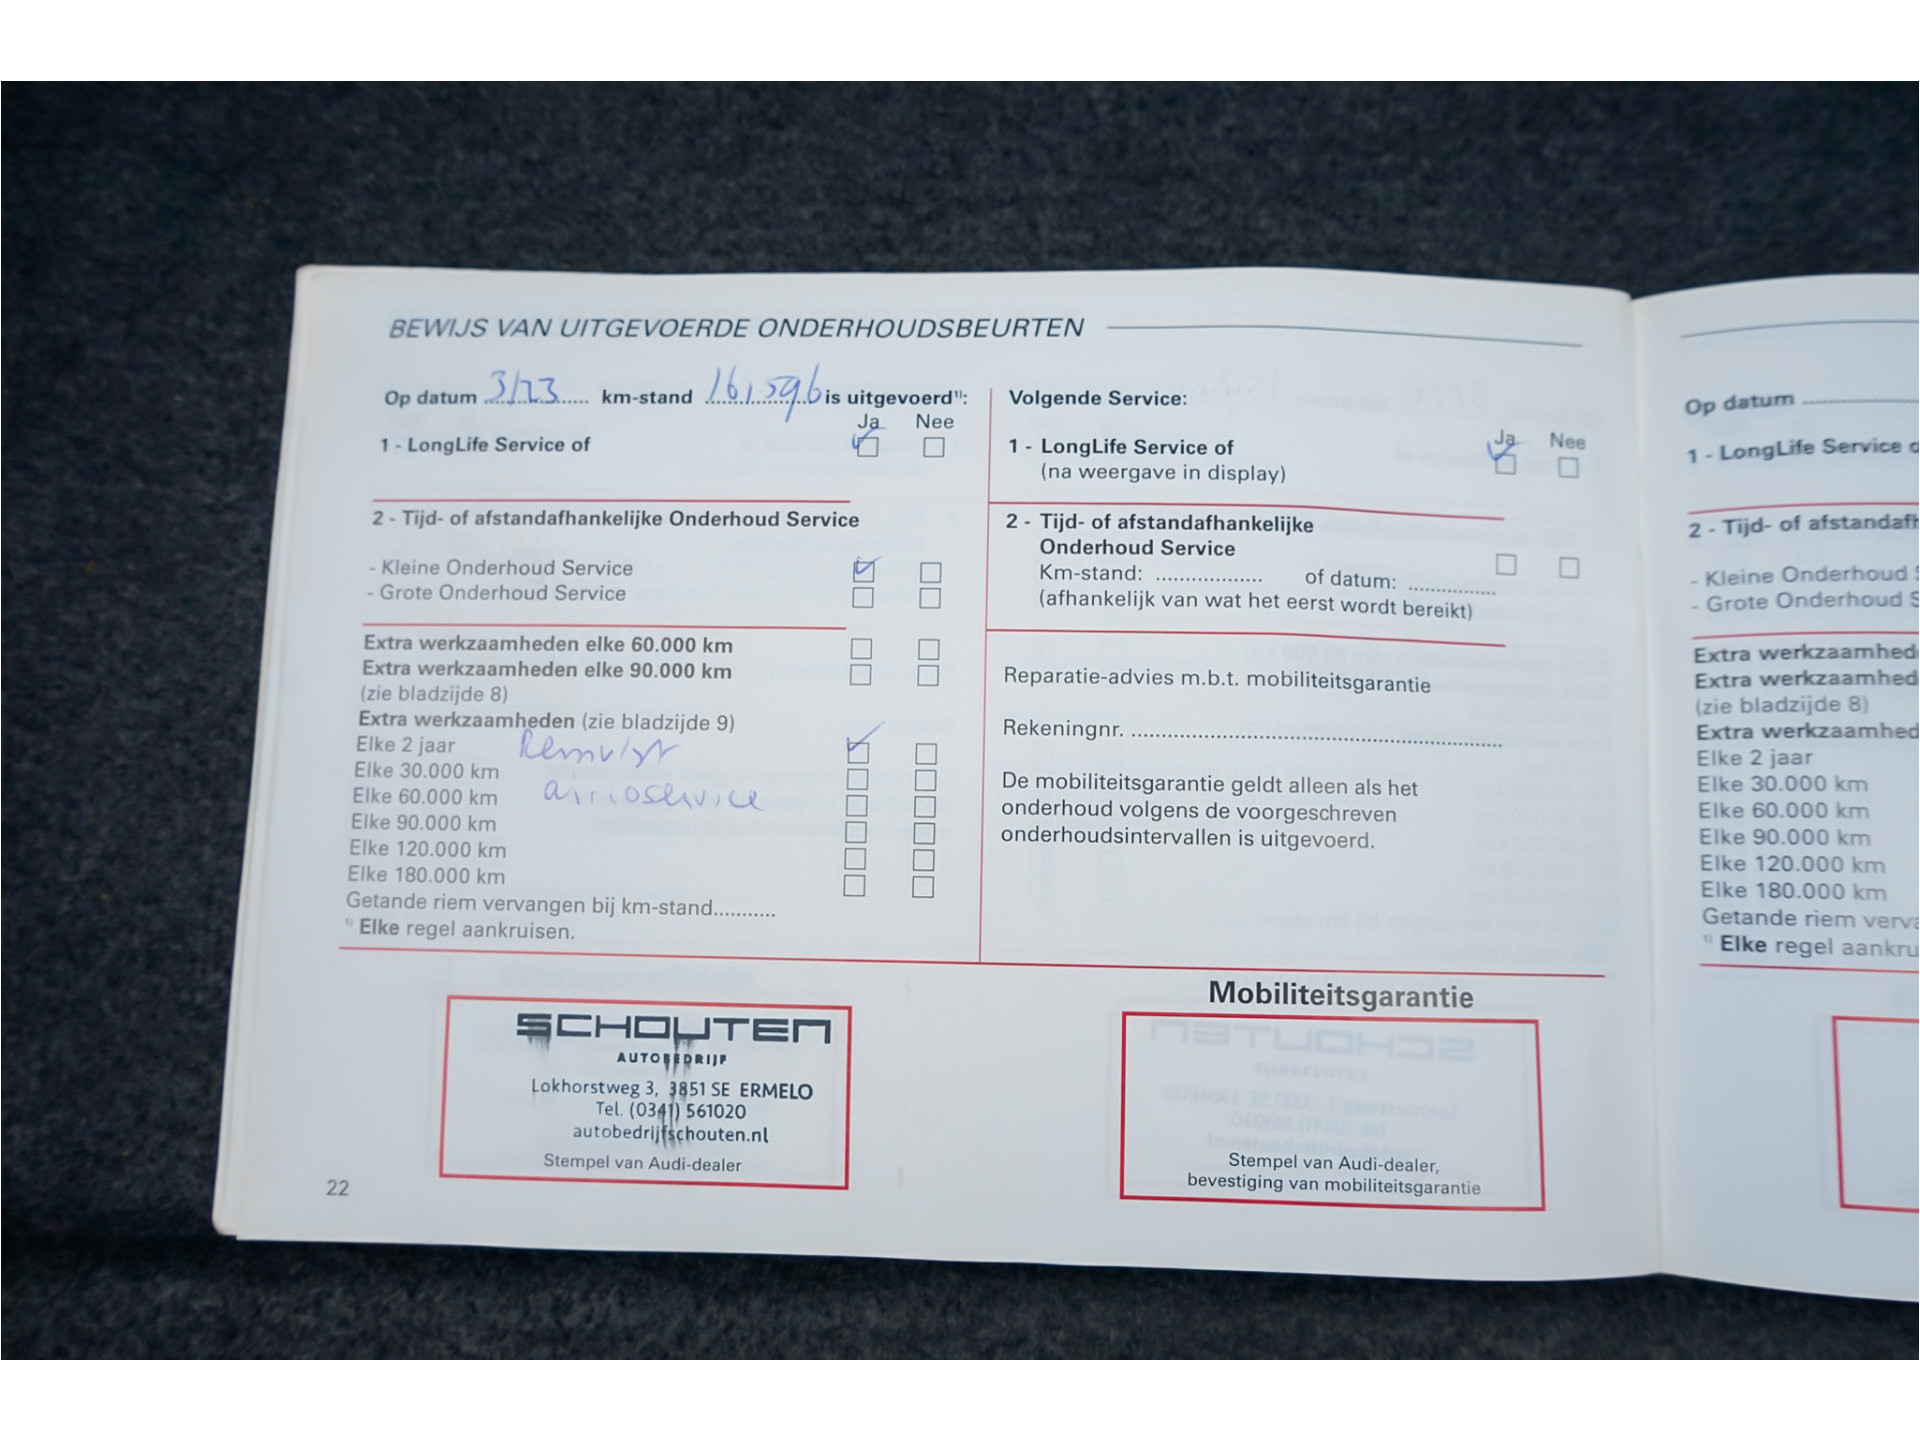 BEWIJS VAN UITGEVOERDE ONDERHOUDSBEURTEN
Op datum 3/23 km-stand 161,596 is uitgevoerd¹⁾:
Ja Nee
1 - LongLife Service of
2 - Tijd- of afstandafhankelijke Onderhoud Service
- Kleine Onderhoud Service
- Grote Onderhoud Service
Extra werkzaamheden elke 60.000 km
Extra werkzaamheden elke 90.000 km
(zie bladzijde 8)
Extra werkzaamheden (zie bladzijde 9)
Elke 2 jaar Remvlst
Elke 30.000 km
Elke 60.000 km aircoservice
Elke 90.000 km
Elke 120.000 km
Elke 180.000 km
Getande riem vervangen bij km-stand...........
¹⁾ Elke regel aankruisen.
SCHOUTEN
AUTOBEDRIJF
Lokhorstweg 3, 3851 SE ERMELO
Tel. (0341) 561020
autobedrijfschouten.nl
Stempel van Audi-dealer
22
Volgende Service:
Ja Nee
1 - LongLife Service of
(na weergave in display)
2 - Tijd- of afstandafhankelijke
Onderhoud Service
Km-stand: ................... of datum: ...............
(afhankelijk van wat het eerst wordt bereikt)
Reparatie-advies m.b.t. mobiliteitsgarantie
Rekeningnr. ................................................................
De mobiliteitsgarantie geldt alleen als het
onderhoud volgens de voorgeschreven
onderhoudsintervallen is uitgevoerd.
Mobiliteitsgarantie
Stempel van Audi-dealer,
bevestiging van mobiliteitsgarantie
Op datum ....................
1 - LongLife Service o
2 - Tijd- of afstandafh
- Kleine Onderhoud S
- Grote Onderhoud S
Extra werkzaamhed
Extra werkzaamhed
(zie bladzijde 8)
Extra werkzaamhed
Elke 2 jaar
Elke 30.000 km
Elke 60.000 km
Elke 90.000 km
Elke 120.000 km
Elke 180.000 km
Getande riem verva
¹⁾ Elke regel aankru